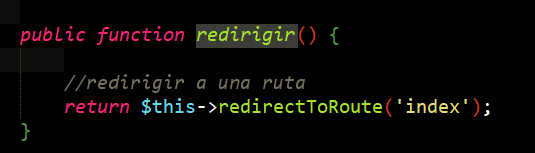 public function redirigir() {
//redirigir a una ruta
return $this->redirectToRoute('index');
}